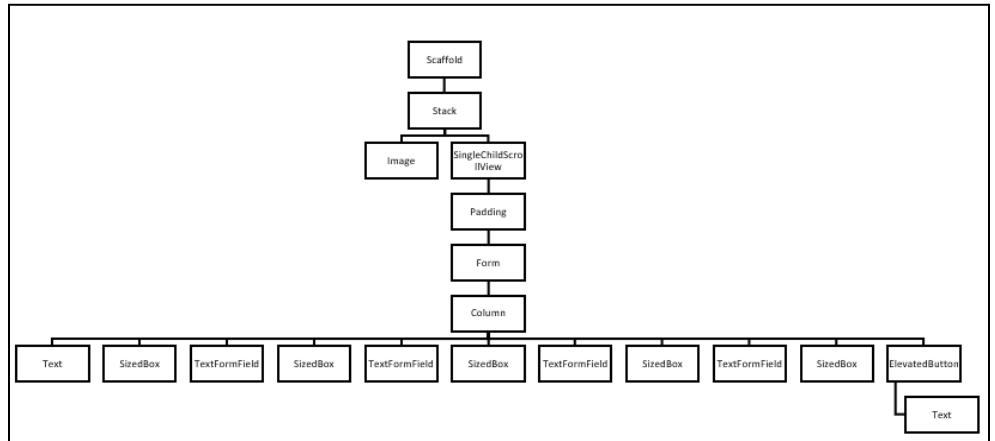 Scaffold
Stack
Image
SingleChildScro
llView
Padding
Form
Column
Text
SizedBox
TextFormField
SizedBox
TextFormField
SizedBox
TextFormField
SizedBox
TextFormField
SizedBox
ElevatedButton
Text